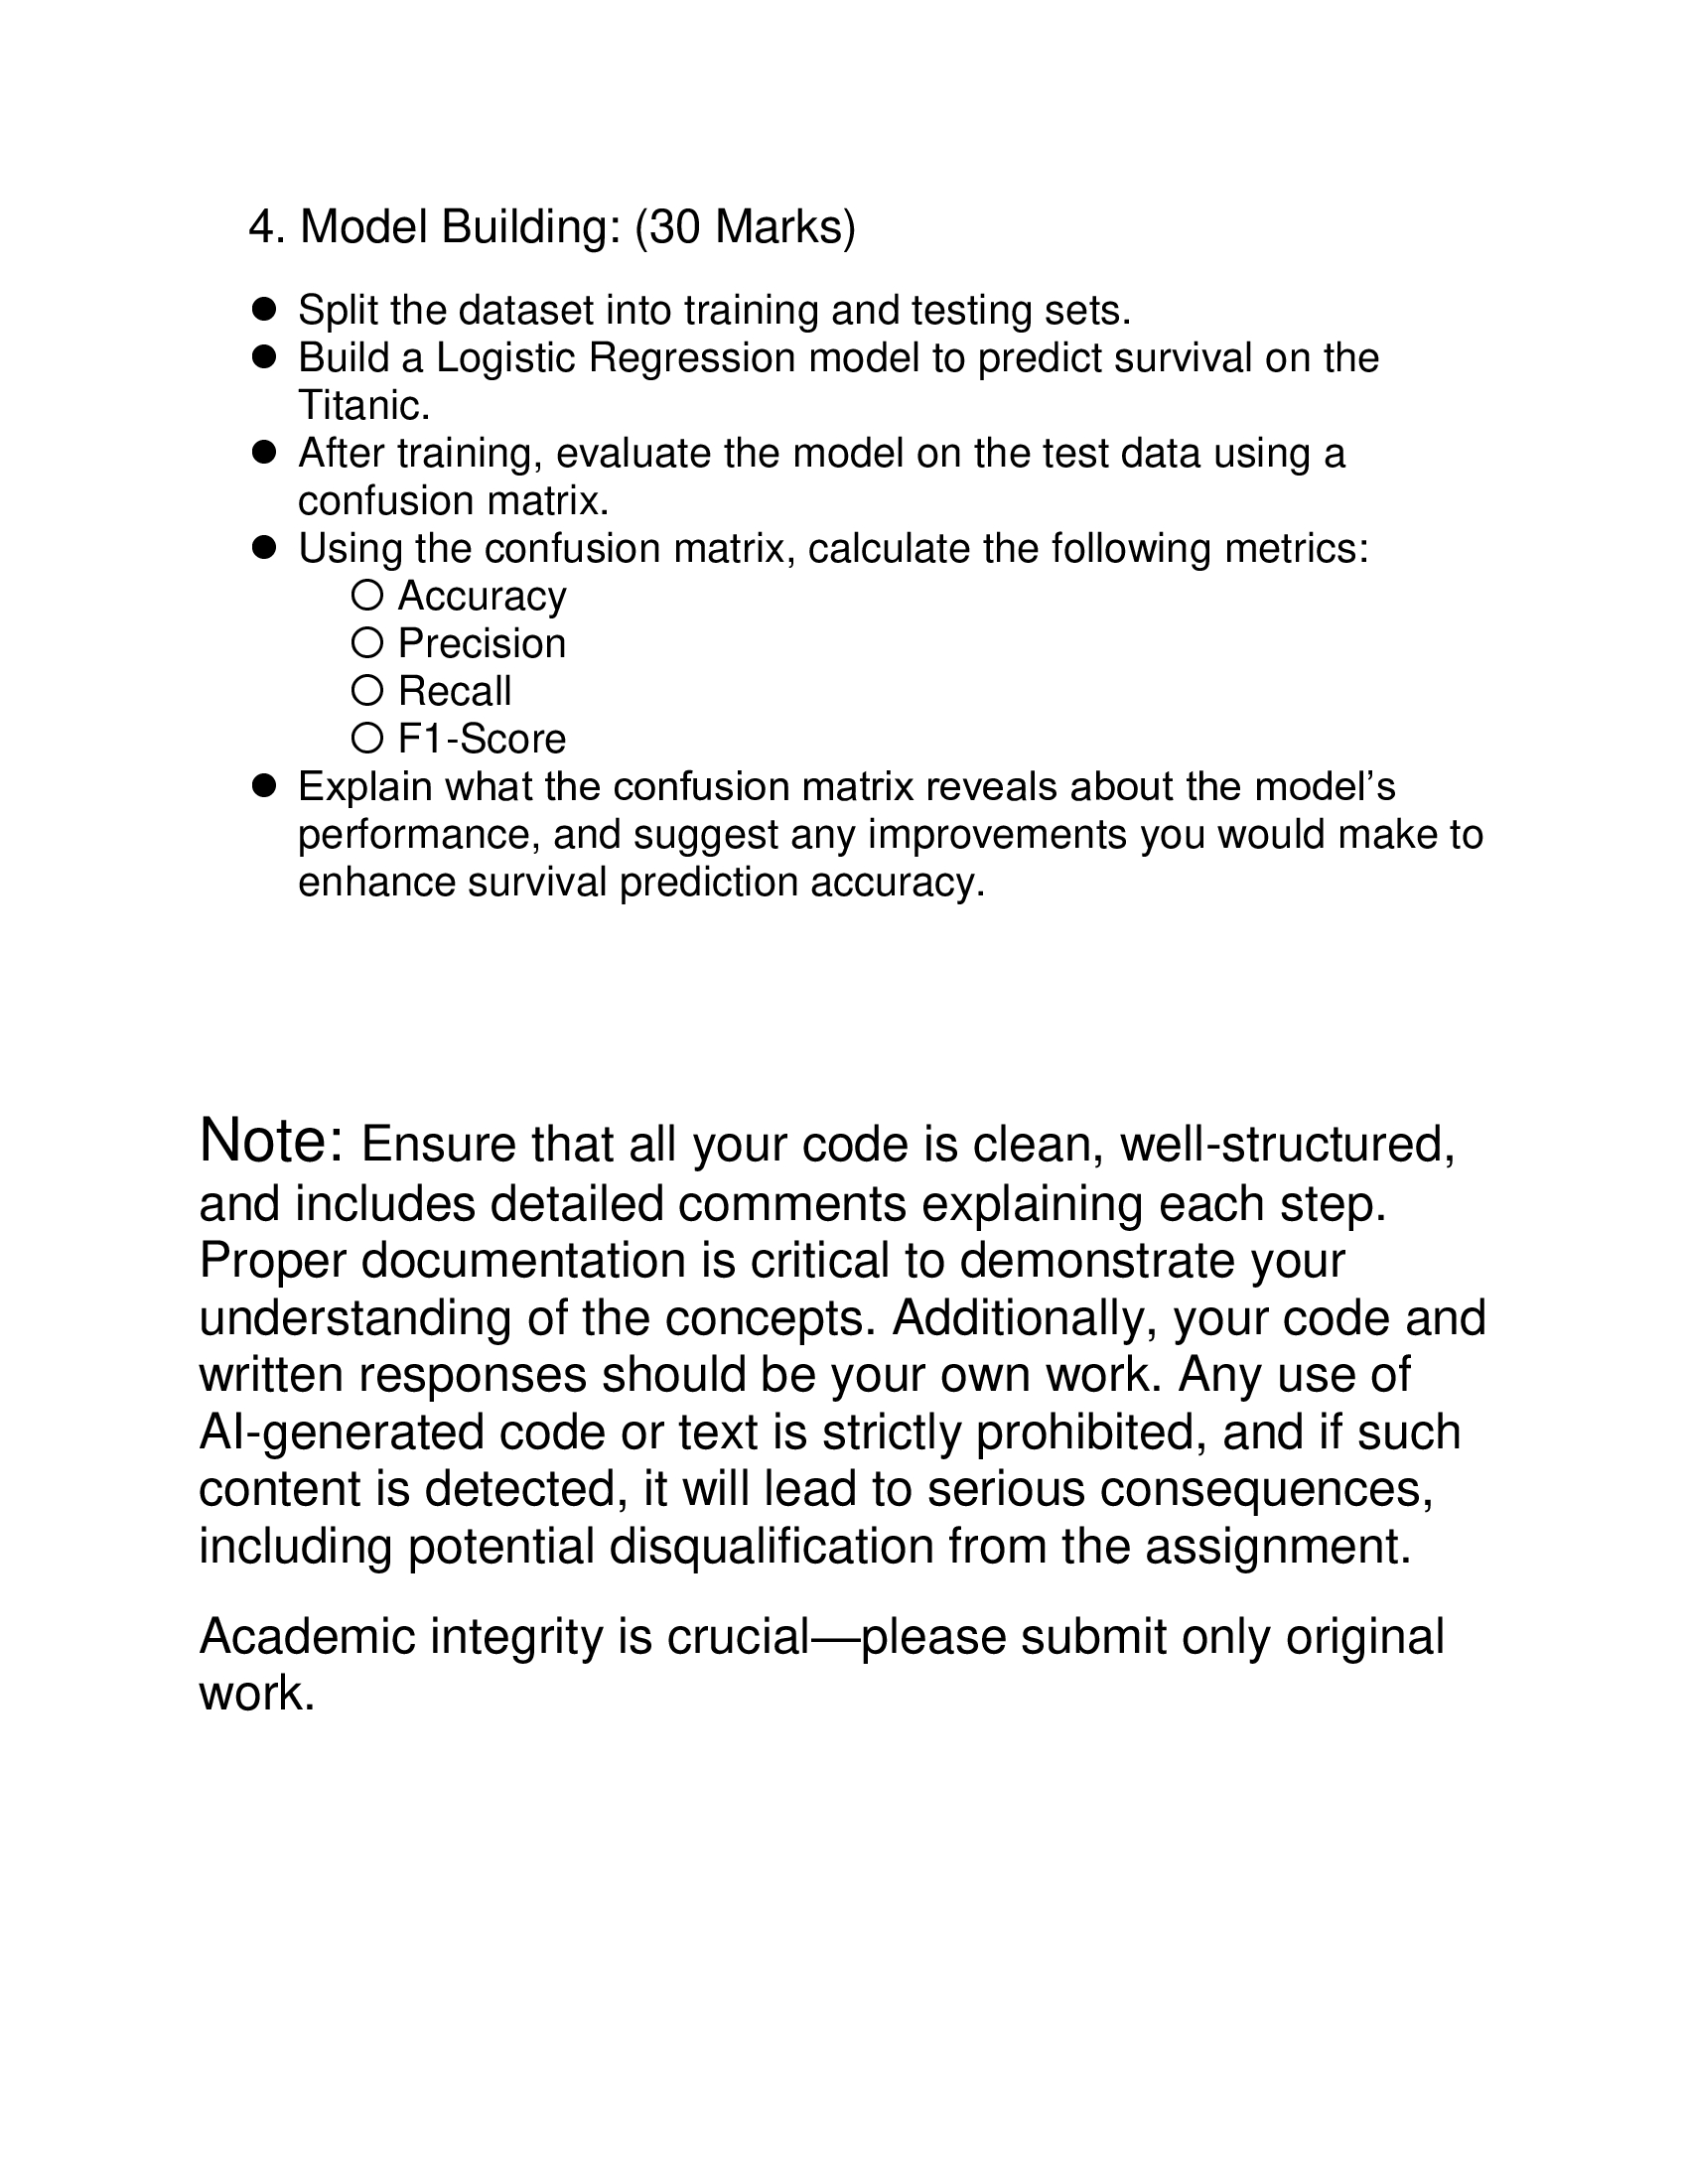 4. Model Building: (30 Marks)
● Split the dataset into training and testing sets.
● Build a Logistic Regression model to predict survival on the
Titanic.
● After training, evaluate the model on the test data using a
confusion matrix.
● Using the confusion matrix, calculate the following metrics:
○ Accuracy
○ Precision
○ Recall
○ F1-Score
● Explain what the confusion matrix reveals about the model’s
performance, and suggest any improvements you would make to
enhance survival prediction accuracy.
Note: Ensure that all your code is clean, well-structured,
and includes detailed comments explaining each step.
Proper documentation is critical to demonstrate your
understanding of the concepts. Additionally, your code and
written responses should be your own work. Any use of
AI-generated code or text is strictly prohibited, and if such
content is detected, it will lead to serious consequences,
including potential disqualification from the assignment.
Academic integrity is crucial—please submit only original
work.